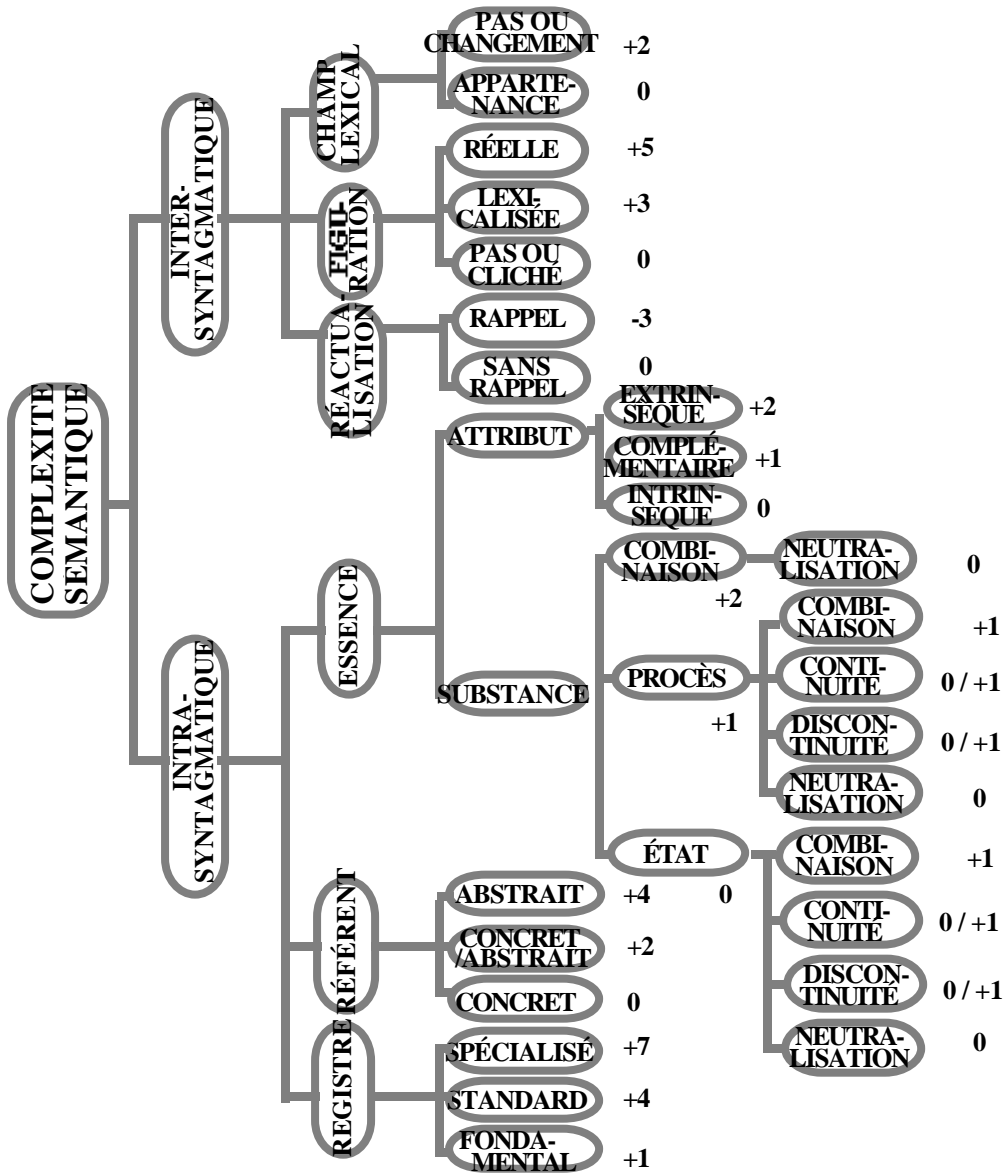 COMPLEXITE
SEMANTIQUE
INTER-
SYNTAGMATIQUE
CHAMP
LEXICAL
PAS OU
CHANGEMENT
+2
APPARTE-
NANCE
0
FIGU-
RATION
RÉELLE
+5
LEXI-
CALISÉE
+3
PAS OU
CLICHÉ
0
RÉACTUA-
LISATION
RAPPEL
-3
SANS
RAPPEL
0
INTRA-
SYNTAGMATIQUE
ESSENCE
ATTRIBUT
EXTRIN-
SÈQUE
+2
COMPLÉ-
MENTAIRE
+1
INTRIN-
SÈQUE
0
SUBSTANCE
COMBI-
NAISON
+2
NEUTRA-
LISATION
0
PROCÈS
+1
COMBI-
NAISON
+1
CONTI-
NUITÉ
0 / +1
DISCON-
TINUITÉ
0 / +1
NEUTRA-
LISATION
0
ÉTAT
0
COMBI-
NAISON
+1
CONTI-
NUITÉ
0 / +1
DISCON-
TINUITÉ
0 / +1
NEUTRA-
LISATION
0
RÉFÉRENT
ABSTRAIT
+4
CONCRET
/ABSTRAIT
+2
CONCRET
0
REGISTRE
SPÉCIALISÉ
+7
STANDARD
+4
FONDA-
MENTAL
+1